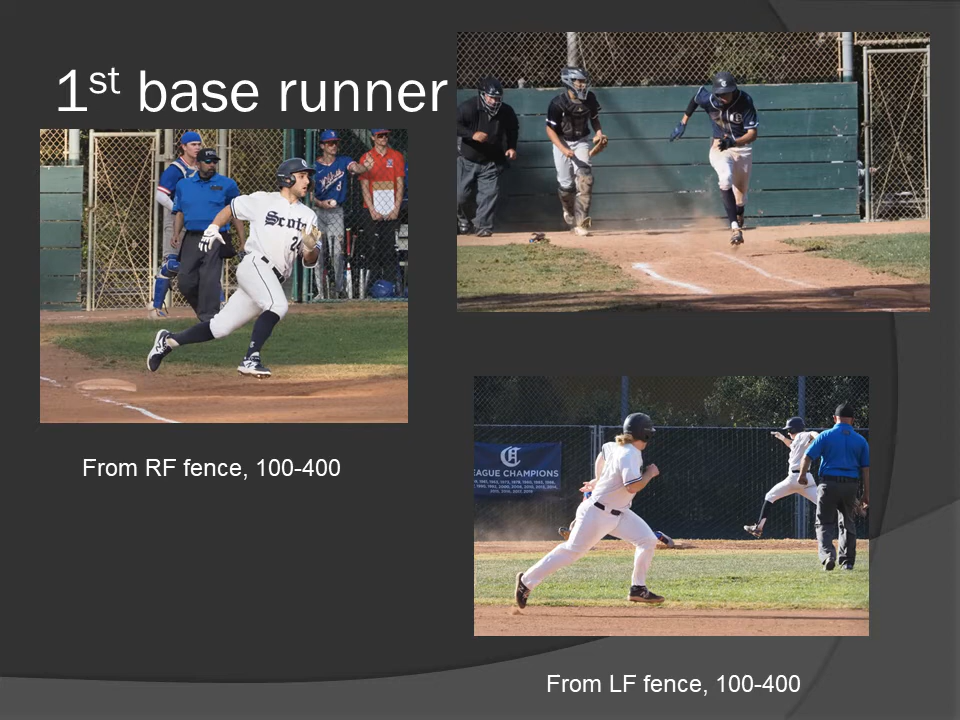 1st base runner
Scots
From RF fence, 100-400
LEAGUE CHAMPIONS
From LF fence, 100-400